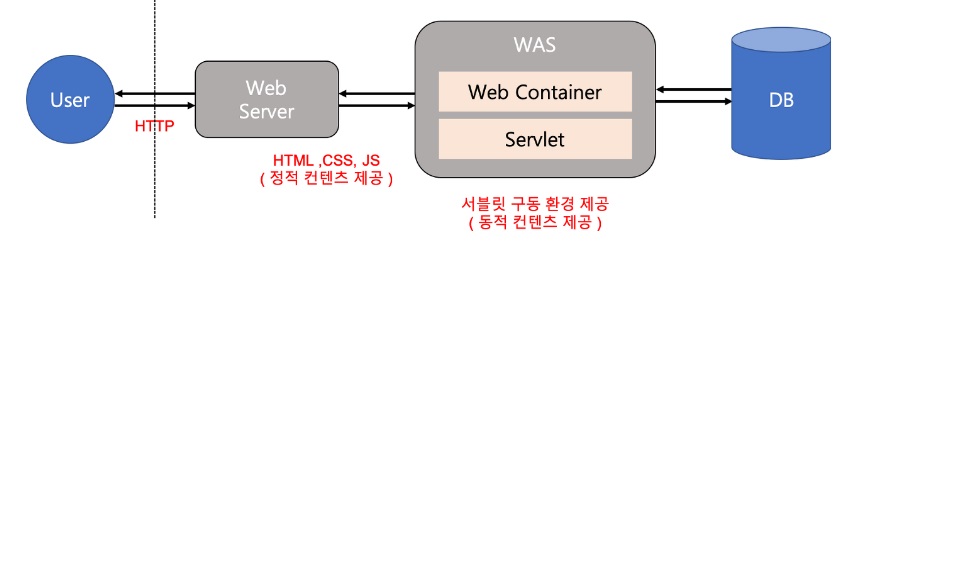 User
HTTP
Web
Server
HTML ,CSS, JS
( 정적 컨텐츠 제공 )
WAS
Web Container
Servlet
서블릿 구동 환경 제공
( 동적 컨텐츠 제공 )
DB